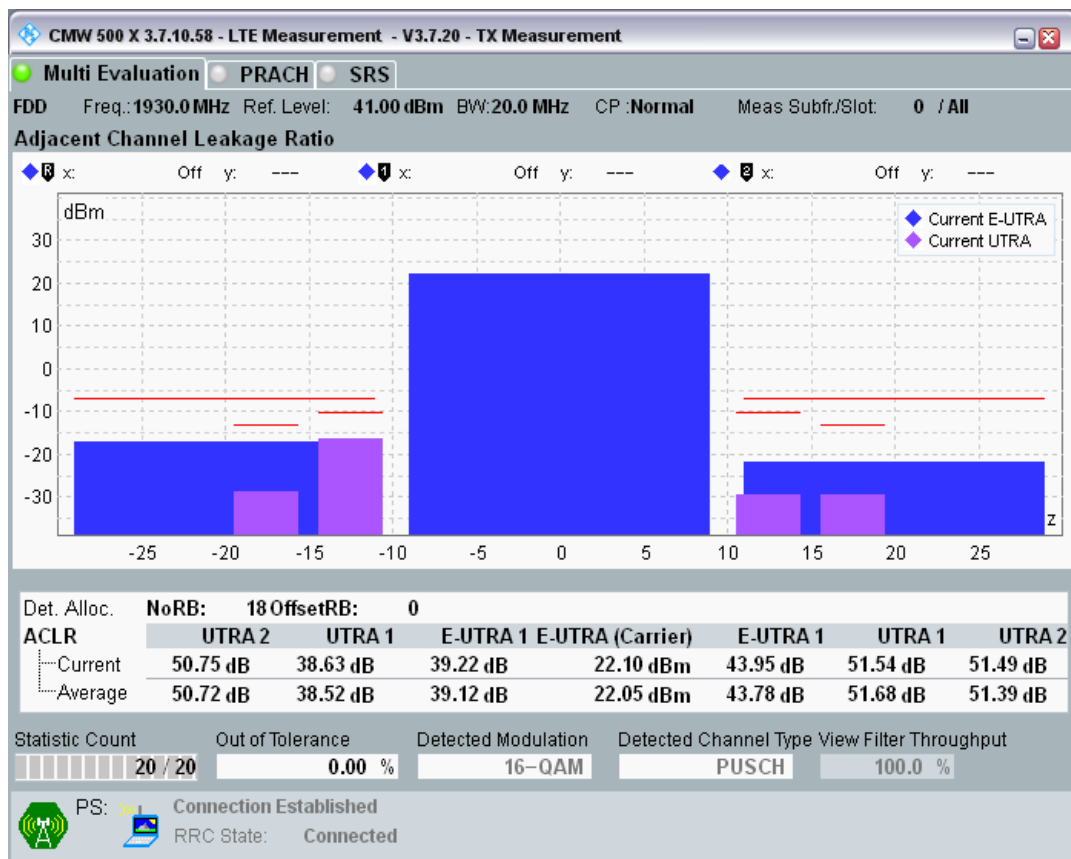 CMW 500 X 3.7.10.58 - LTE Measurement - V3.7.20 - TX Measurement
Multi Evaluation PRACH SRS
FDD Freq.:1930.0 MHz Ref. Level: 41.00 dBm BW:20.0 MHz CP :Normal Meas Subfr./Slot: 0 / All
Adjacent Channel Leakage Ratio
R x: Off y: --- 1 x: Off y: --- 2 x: Off y: ---
dBm
Current E-UTRA
Current UTRA
30
20
10
0
-10
-20
-30
z
-25 -20 -15 -10 -5 0 5 10 15 20 25
Det. Alloc. NoRB: 18 OffsetRB: 0
ACLR UTRA 2 UTRA 1 E-UTRA 1 E-UTRA (Carrier) E-UTRA 1 UTRA 1 UTRA 2
Current 50.75 dB 38.63 dB 39.22 dB 22.10 dBm 43.95 dB 51.54 dB 51.49 dB
Average 50.72 dB 38.52 dB 39.12 dB 22.05 dBm 43.78 dB 51.68 dB 51.39 dB
Statistic Count Out of Tolerance Detected Modulation Detected Channel Type View Filter Throughput
20 / 20 0.00 % 16-QAM PUSCH 100.0 %
PS: Connection Established
RRC State: Connected